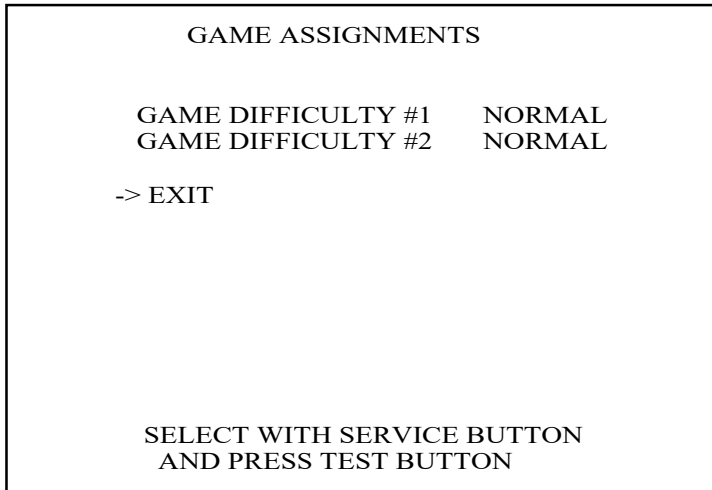 GAME ASSIGNMENTS
GAME DIFFICULTY #1 NORMAL
GAME DIFFICULTY #2 NORMAL
-> EXIT
SELECT WITH SERVICE BUTTON
AND PRESS TEST BUTTON